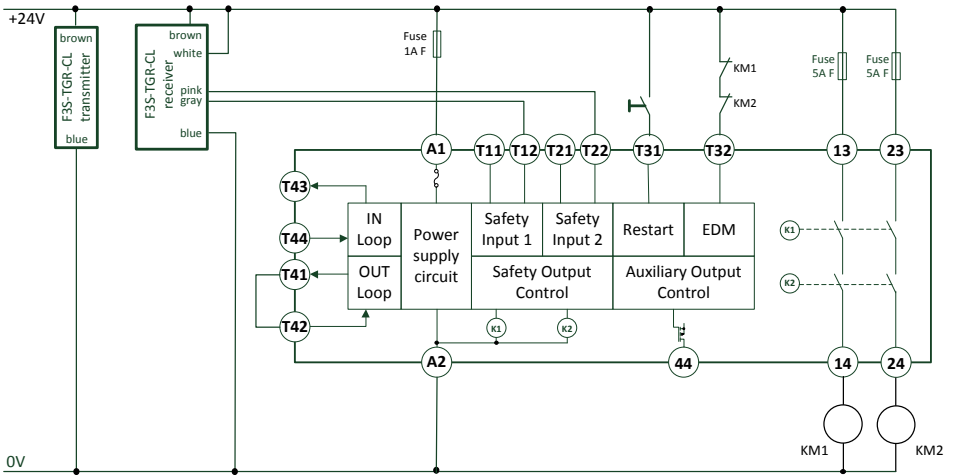 +24V
brown
F3S-TGR-CL
transmitter
blue
brown
white
F3S-TGR-CL
receiver
pink
gray
blue
Fuse
1A F
KM1
KM2
Fuse
5A F
Fuse
5A F
A1
T11
T12
T21
T22
T31
T32
13
23
T43
T44
T41
T42
IN
Loop
OUT
Loop
Power
supply
circuit
Safety
Input 1
Safety
Input 2
Restart
EDM
Safety Output
Control
Auxiliary Output
Control
K1
K2
K1
K2
A2
44
14
24
KM1
KM2
0V